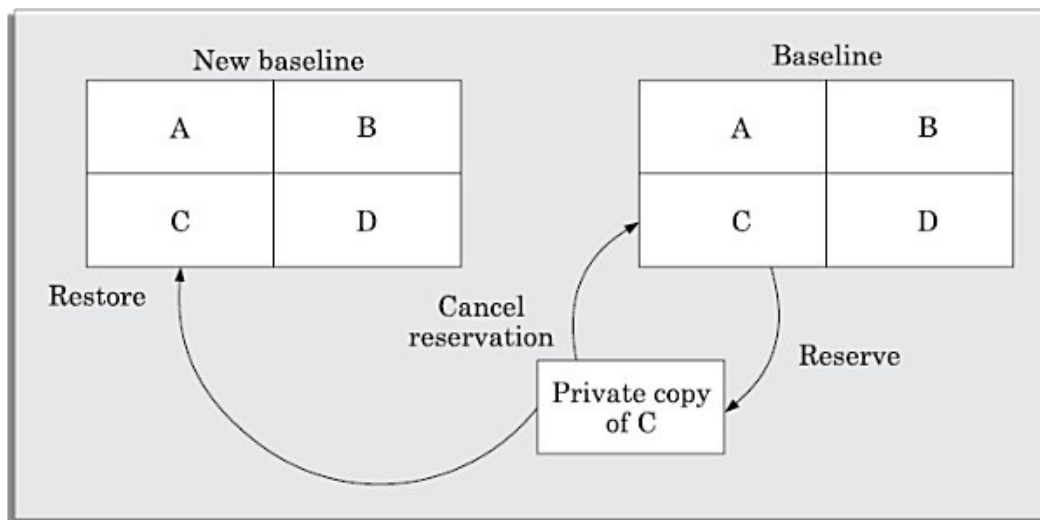 New baseline
A
B
C
D
Restore
Baseline
A
B
C
D
Cancel
reservation
Reserve
Private copy
of C